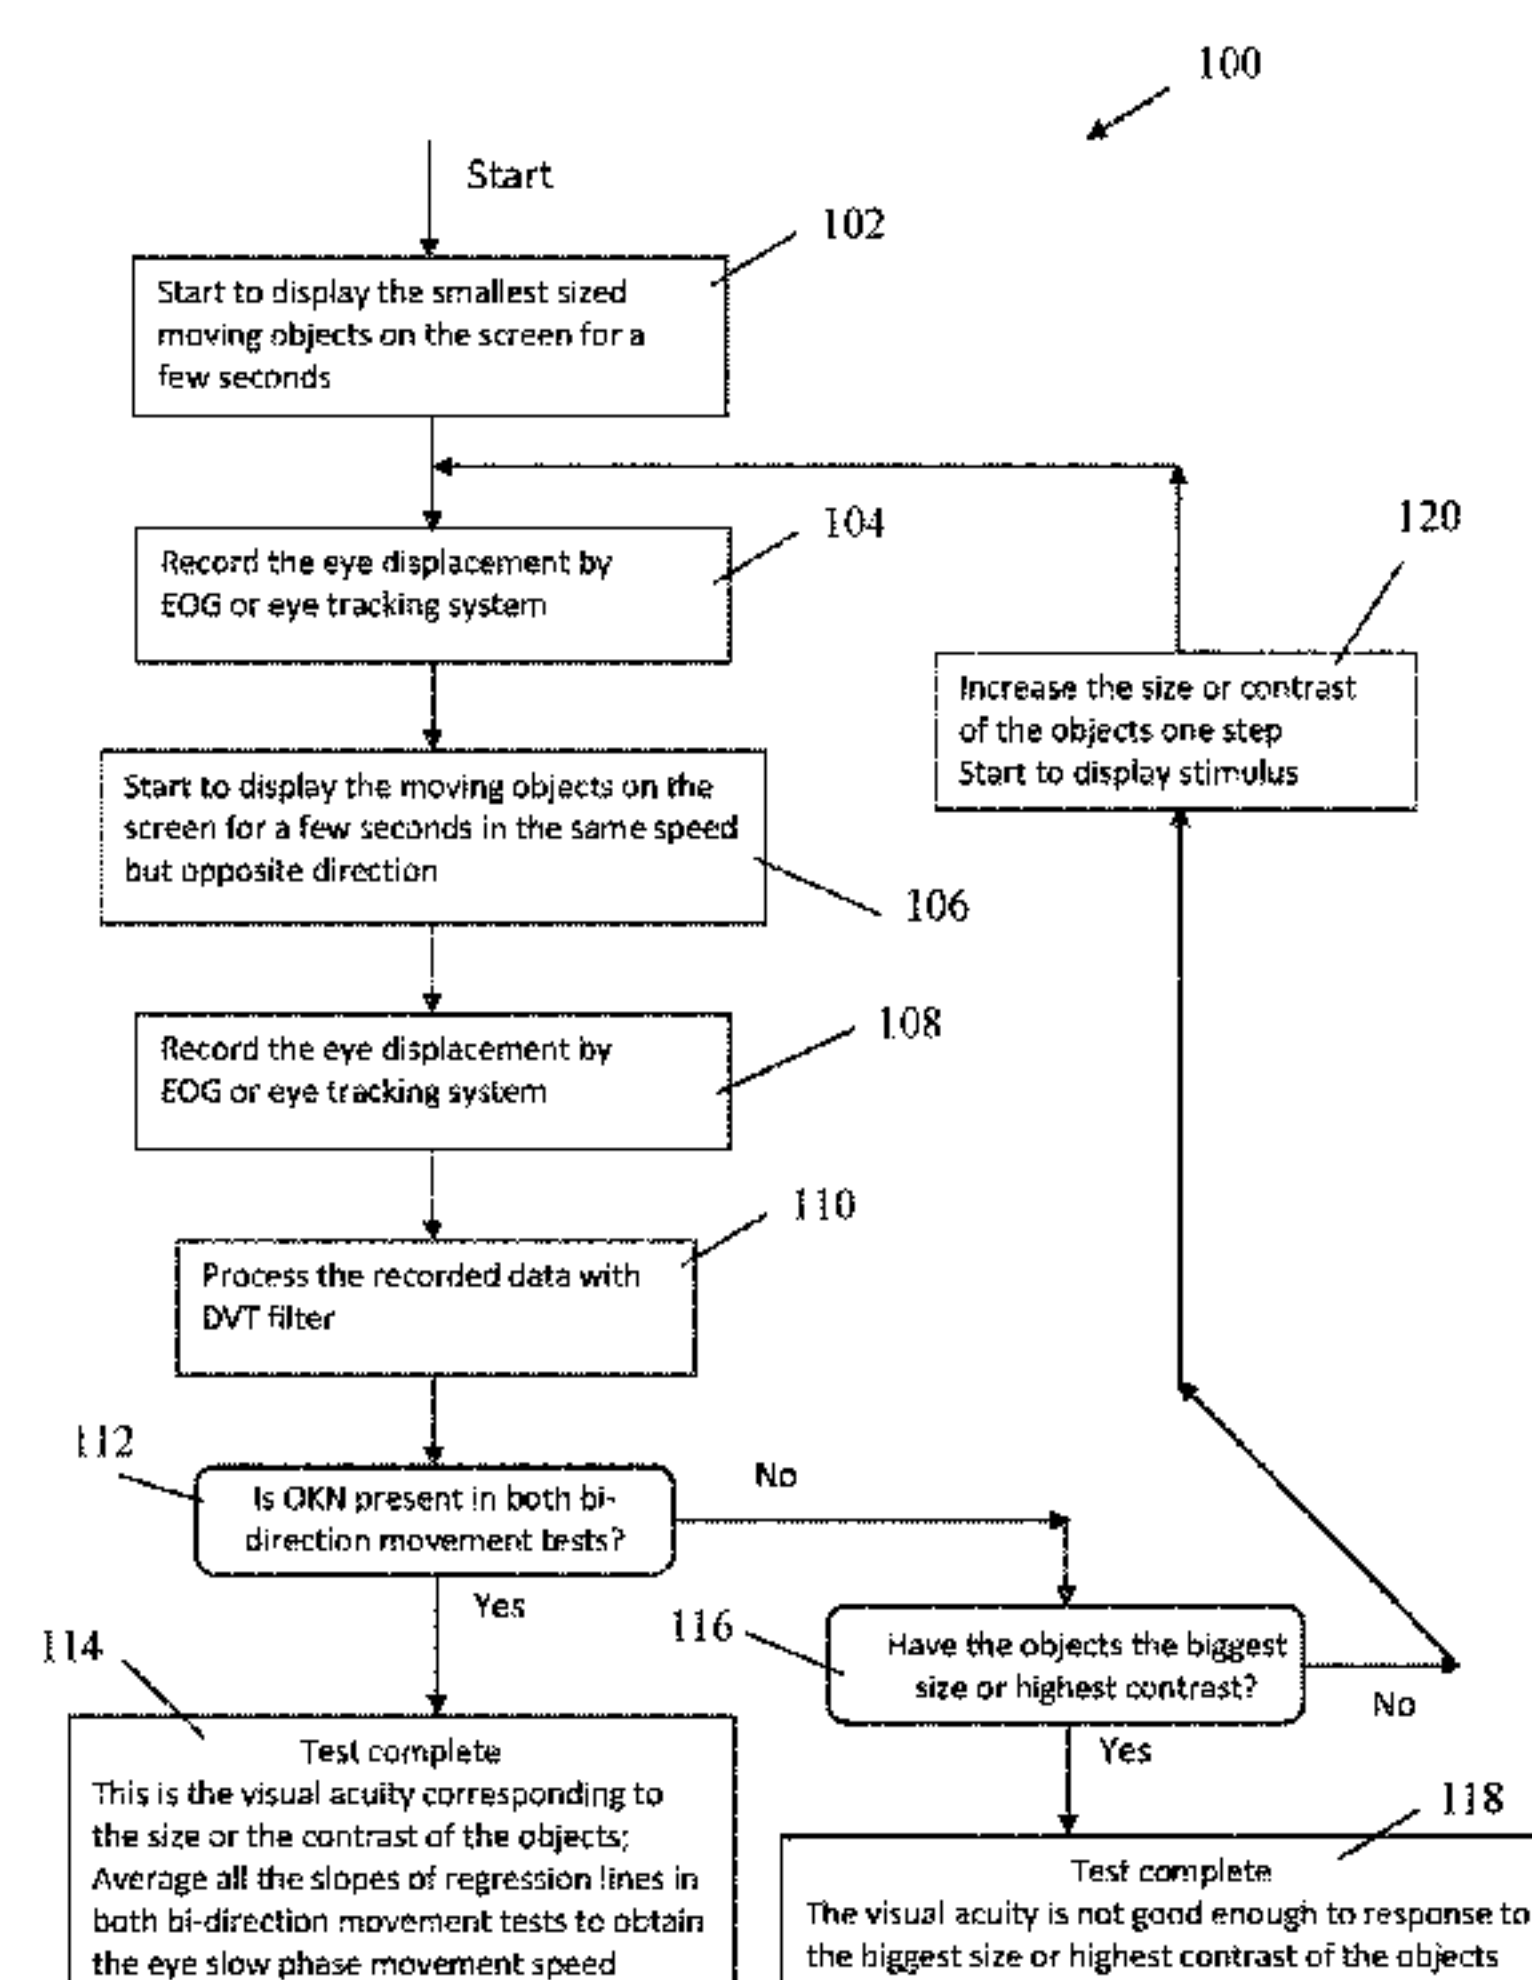 100
Start
102
Start to display the smallest sized
moving objects on the screen for a
few seconds
104
Record the eye displacement by
EOG or eye tracking system
120
Increase the size or contrast
of the objects one step
Start to display stimulus
Start to display the moving objects on the
screen for a few seconds in the same speed
but opposite direction
106
108
Record the eye displacement by
EOG or eye tracking system
110
Process the recorded data with
DVT filter
112
Is OKN present in both bi-
direction movement tests?
No
Yes
116
Have the objects the biggest
size or highest contrast?
No
Yes
114
Test complete
This is the visual acuity corresponding to
the size or the contrast of the objects;
Average all the slopes of regression lines in
both bi-direction movement tests to obtain
the eye slow phase movement speed
118
Test complete
The visual acuity is not good enough to response to
the biggest size or highest contrast of the objects